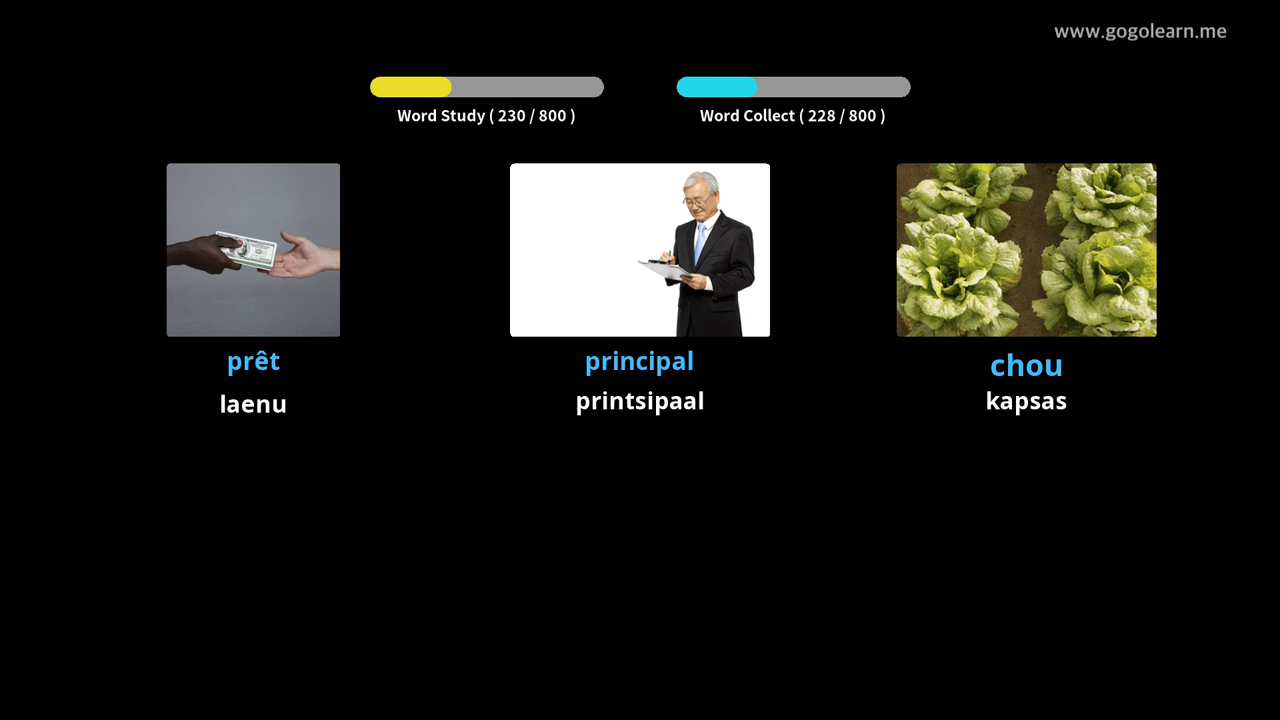 www.gogolearn.me
Word Study ( 230 / 800 )
Word Collect ( 228 / 800 )
prêt
laenu
principal
printsipaal
chou
kapsas